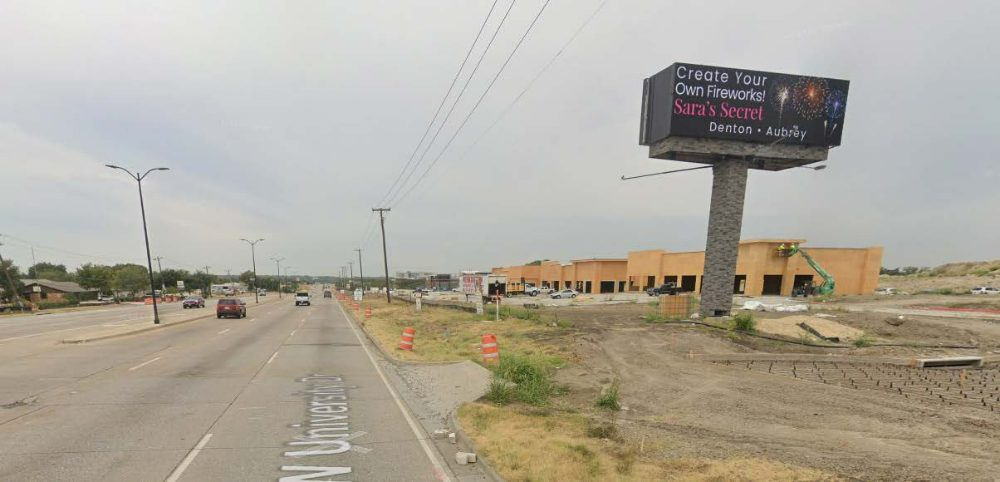 Create Your
Own Fireworks!
Sara's Secret
Denton • Aubrey
W University Dr